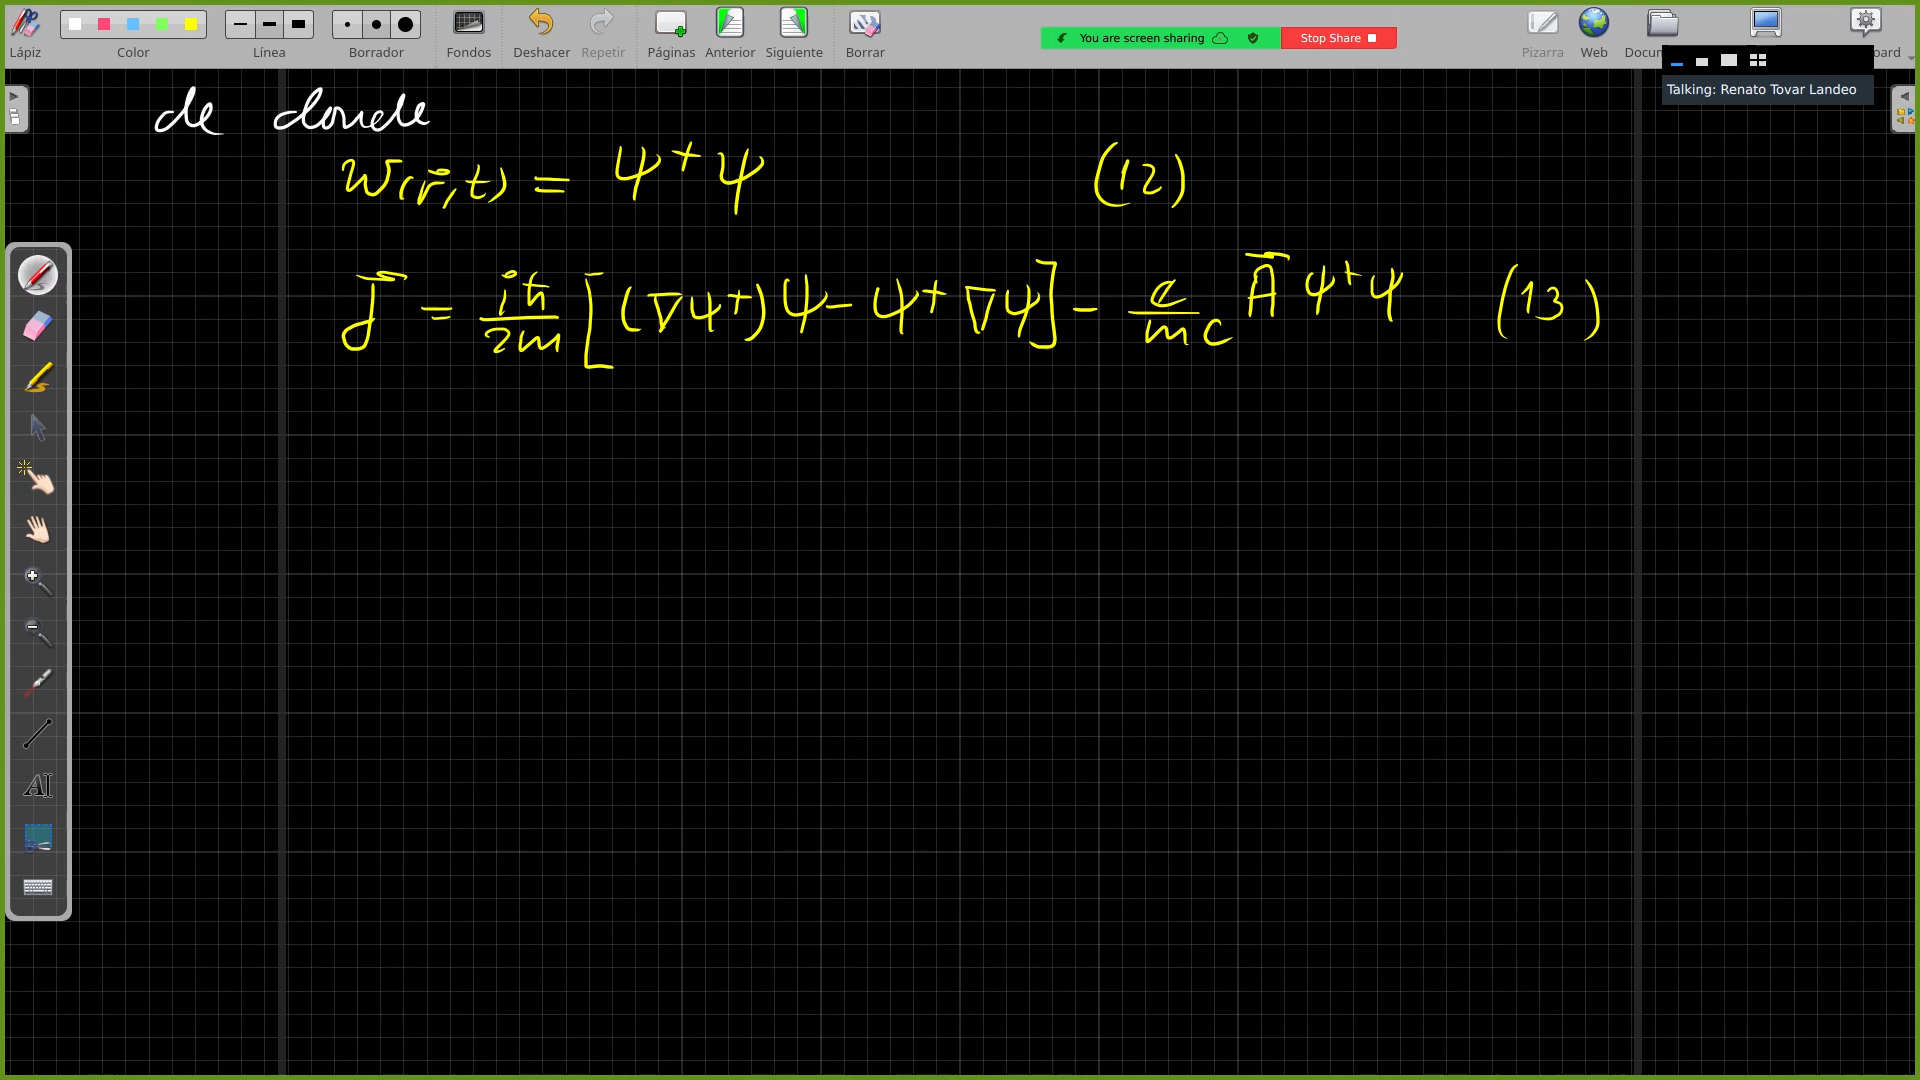 Lápiz Color Línea Borrador Fondos Deshacer Repetir Páginas Anterior Siguiente Borrar Pizarra Web
You are screen sharing Stop Share
Talking: Renato Tovar Landeo
de donde
W(r⃗,t) = Ψ⁺Ψ (12)
J⃗ = iħ/2m [(∇Ψ⁺)Ψ − Ψ⁺∇Ψ] − e/mc A⃗ Ψ⁺Ψ (13)